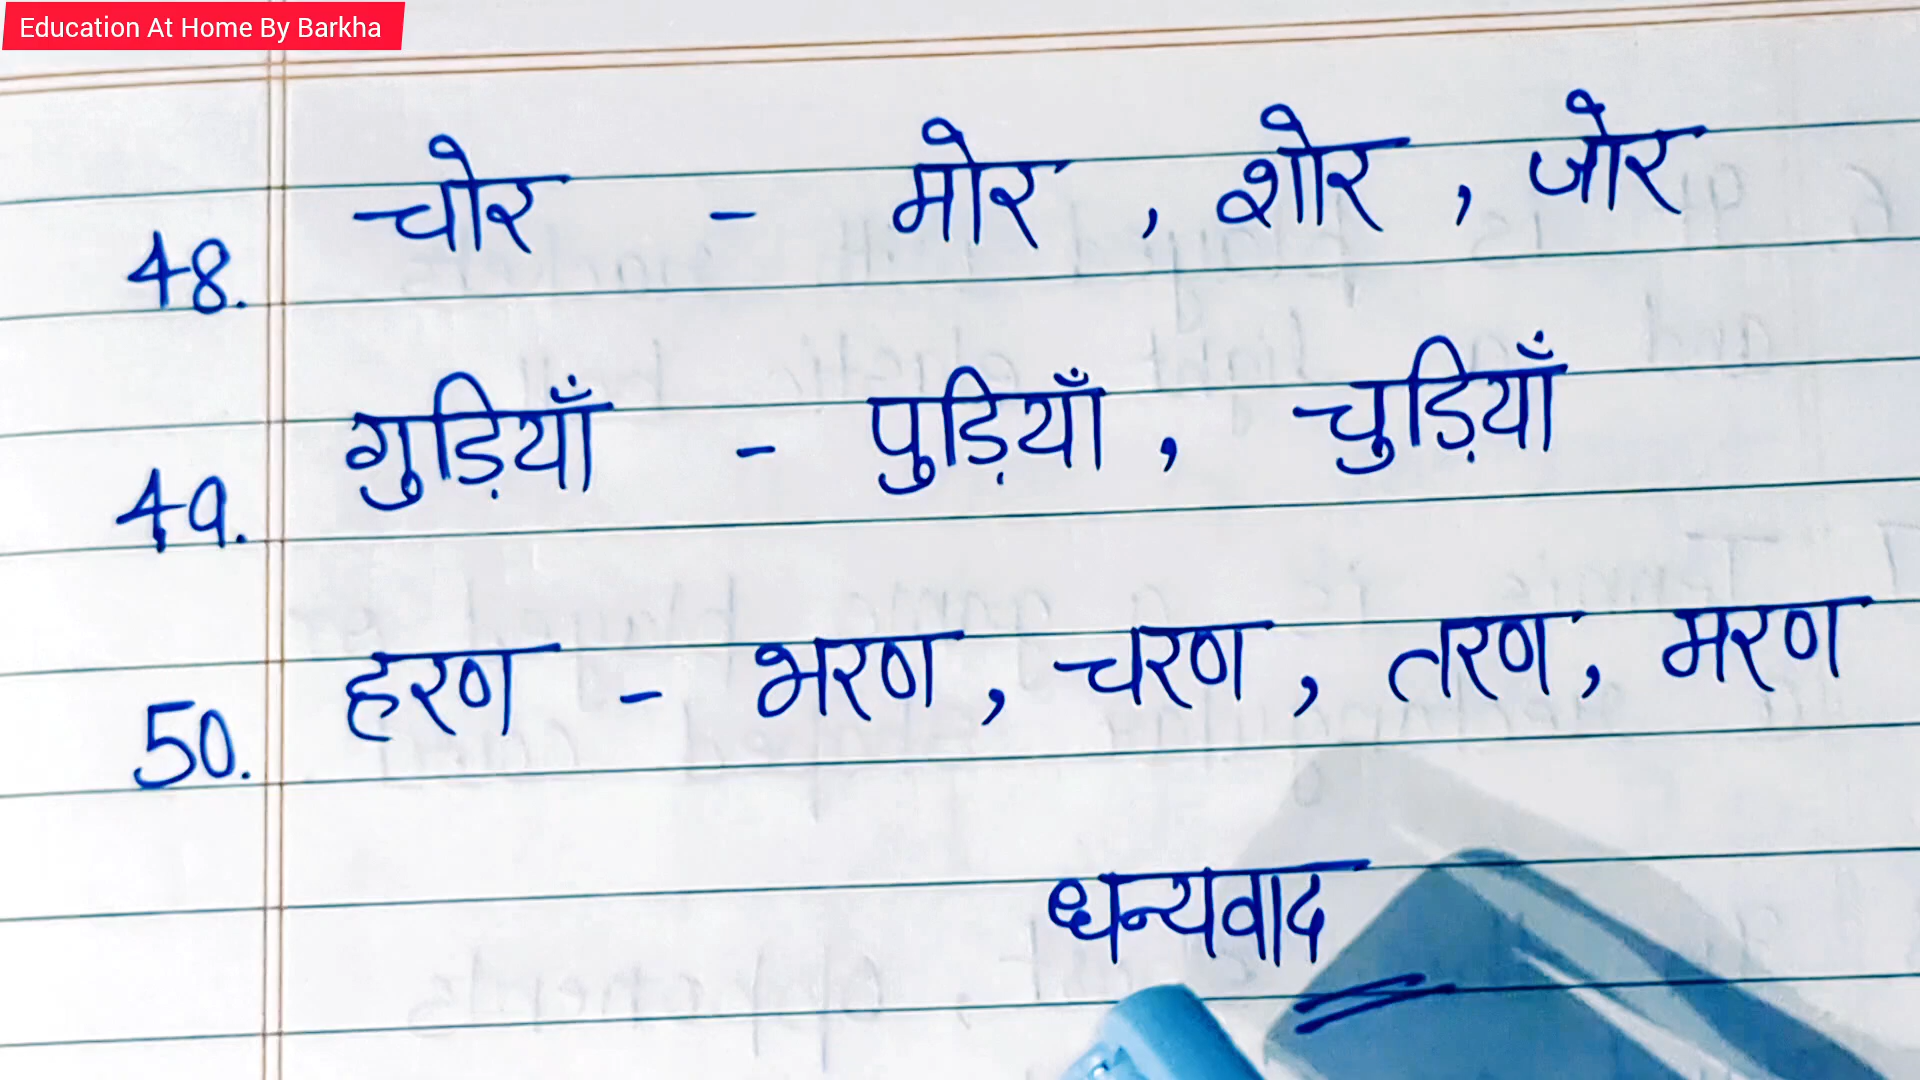 Education At Home By Barkha
48. चोर - मोर , शोर , जोर
49. गुड़ियाँ - पुड़ियाँ , चुड़ियाँ
50. हरण - भरण , चरण , तरण , मरण
धन्यवाद